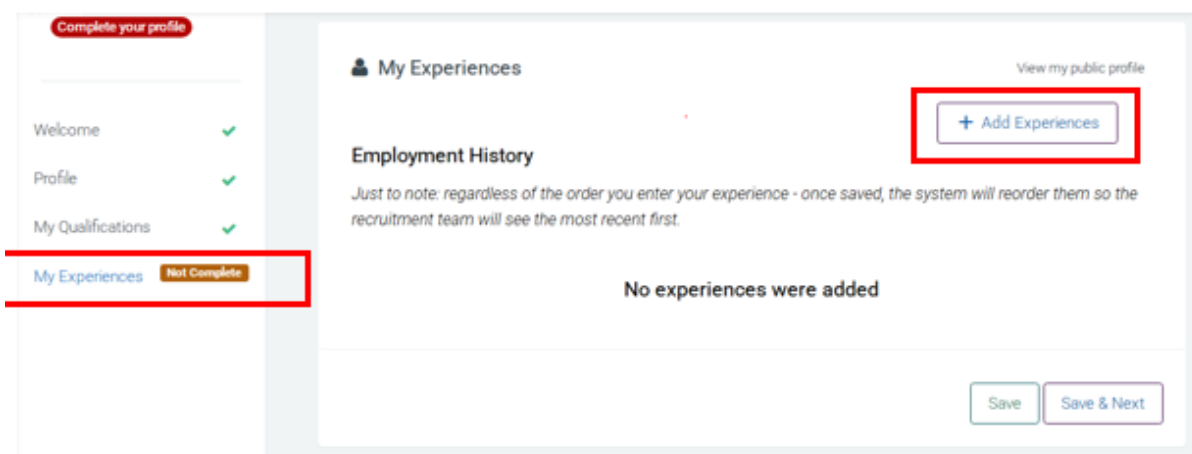 Complete your profile
Welcome
Profile
My Qualifications
My Experiences Not Complete
My Experiences
View my public profile
+ Add Experiences
Employment History
Just to note: regardless of the order you enter your experience - once saved, the system will reorder them so the
recruitment team will see the most recent first.
No experiences were added
Save
Save & Next